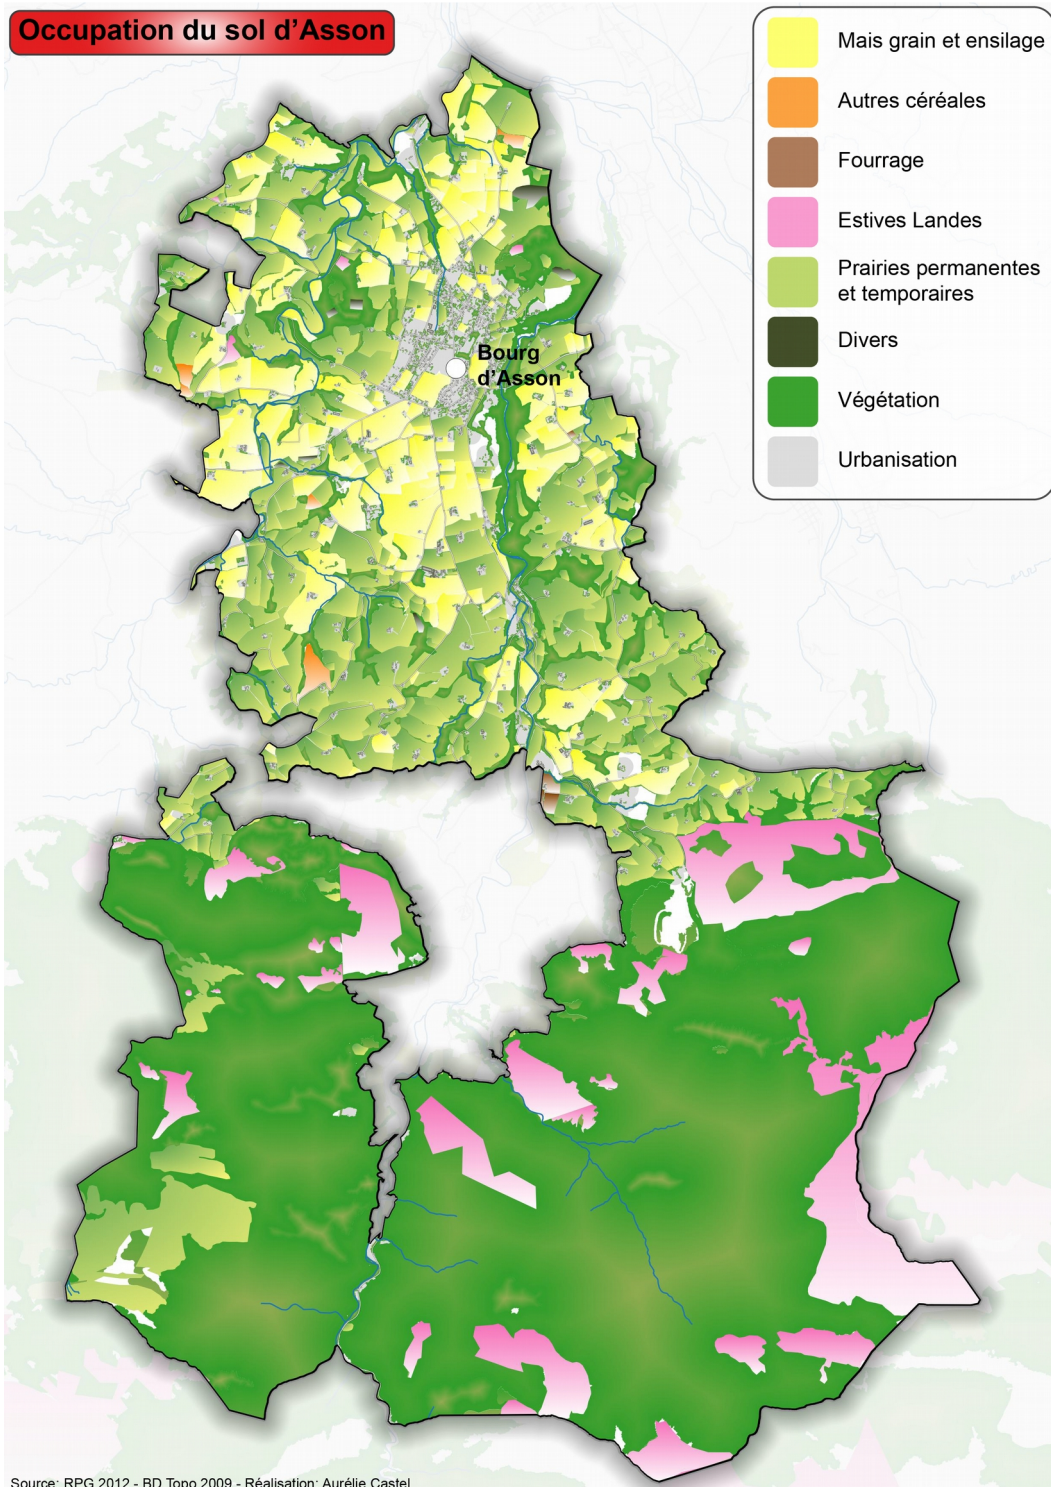 Occupation du sol d'Asson
Mais grain et ensilage
Autres céréales
Fourrage
Estives Landes
Prairies permanentes
et temporaires
Divers
Végétation
Urbanisation
Bourg
d'Asson
Source: RPG 2012 - BD Topo 2009 - Réalisation: Aurélie Castel